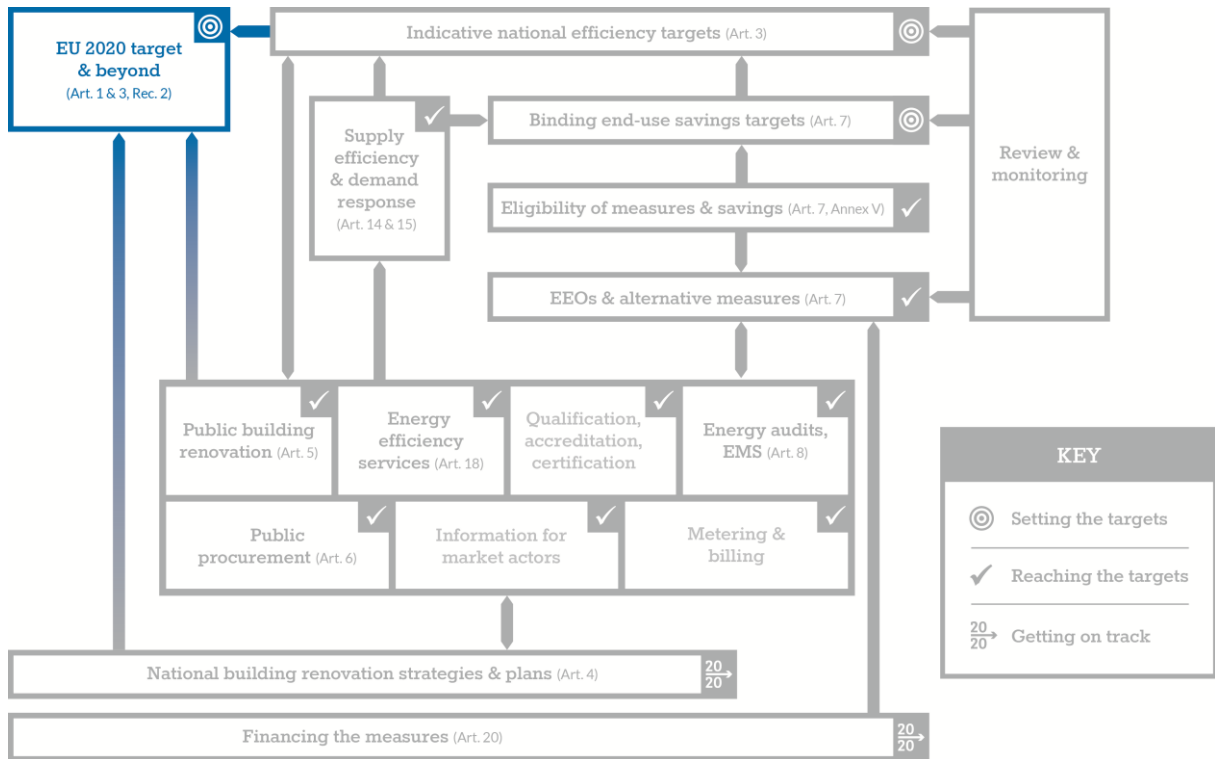 EU 2020 target
& beyond
(Art. 1 & 3, Rec. 2)
Indicative national efficiency targets (Art. 3)
Supply
efficiency
& demand
response
(Art. 14 & 15)
Binding end-use savings targets (Art. 7)
Eligibility of measures & savings (Art. 7, Annex V)
EEOs & alternative measures (Art. 7)
Review &
monitoring
Public building
renovation (Art. 5)
Energy
efficiency
services (Art. 18)
Qualification,
accreditation,
certification
Energy audits,
EMS (Art. 8)
Public
procurement (Art. 6)
Information for
market actors
Metering &
billing
National building renovation strategies & plans (Art. 4)
20
20
Financing the measures (Art. 20)
20
20
KEY
Setting the targets
Reaching the targets
20
20
Getting on track